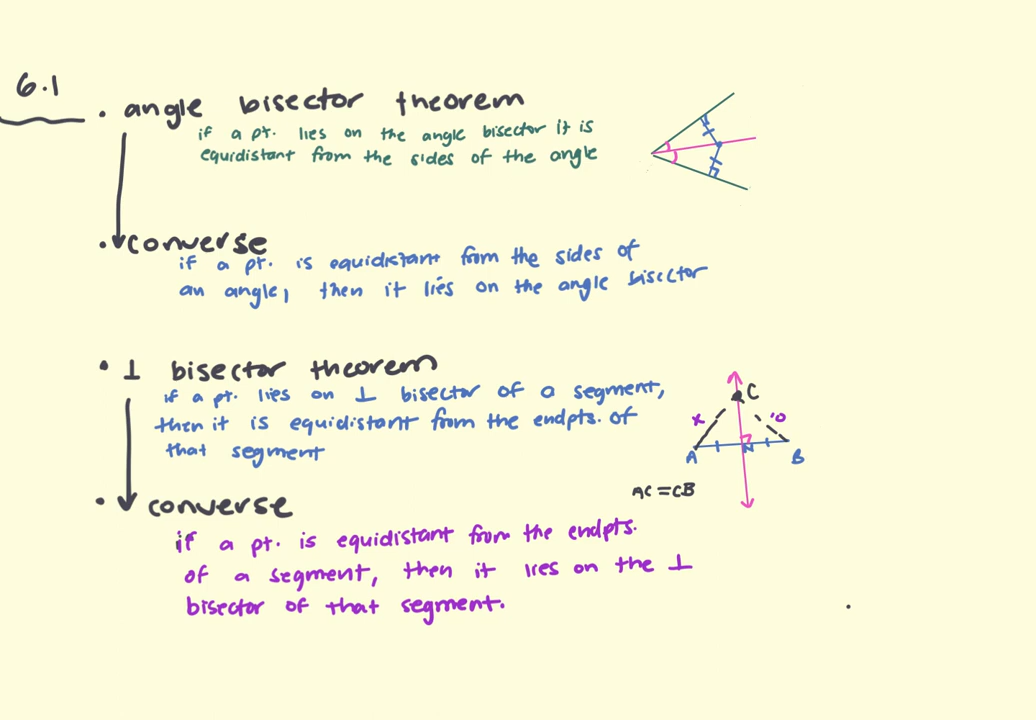 6.1
• angle bisector theorem
if a pt. lies on the angle bisector it is
equidistant from the sides of the angle
• converse
if a pt. is equidistant from the sides of
an angle, then it lies on the angle bisector
• ⊥ bisector theorem
if a pt. lies on ⊥ bisector of a segment,
then it is equidistant from the endpts. of
that segment
C
x
10
A
N
B
AC = CB
• converse
if a pt. is equidistant from the endpts.
of a segment, then it lies on the ⊥
bisector of that segment.